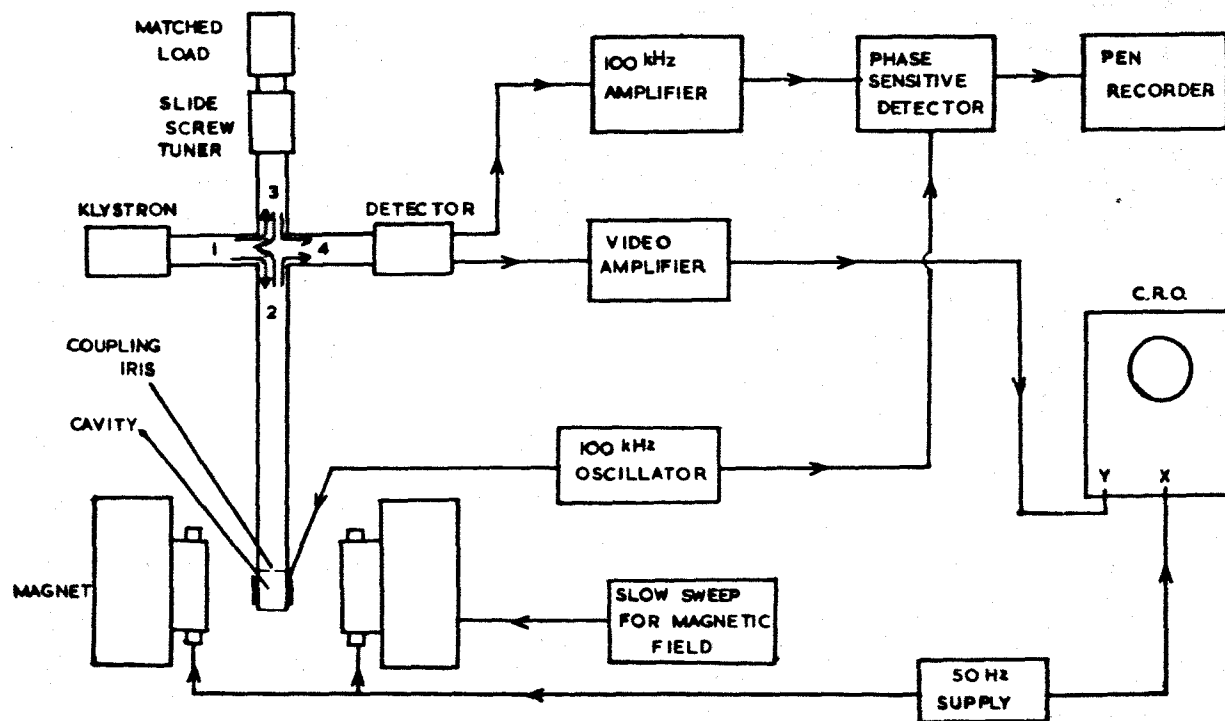 MATCHED
LOAD
SLIDE
SCREW
TUNER
100 kHz
AMPLIFIER
PHASE
SENSITIVE
DETECTOR
PEN
RECORDER
KLYSTRON
3
1
4
2
DETECTOR
VIDEO
AMPLIFIER
C.R.O.
Y
X
COUPLING
IRIS
CAVITY
100 kHz
OSCILLATOR
MAGNET
SLOW SWEEP
FOR MAGNETIC
FIELD
50 Hz
SUPPLY